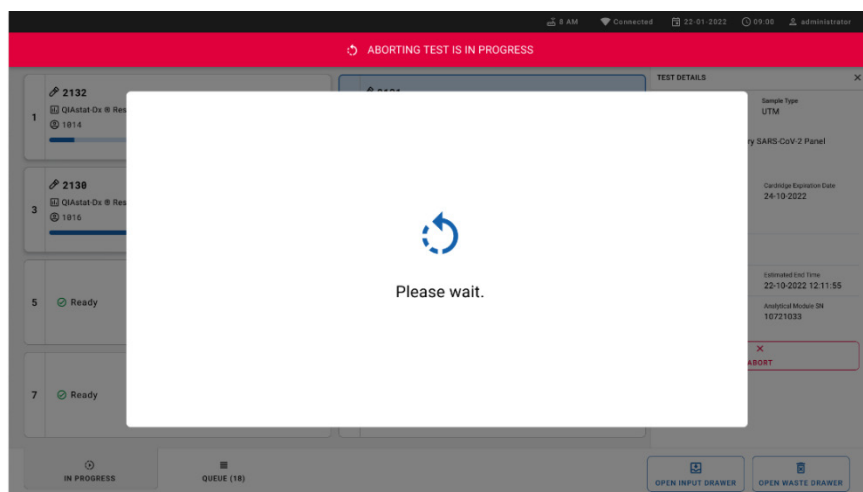 8 AM Connected 22-01-2022 09:00 administrator
ABORTING TEST IS IN PROGRESS
TEST DETAILS
1
2132
QIAstat-Dx ® Res
1014
Sample Type
UTM
ry SARS-CoV-2 Panel
3
2130
QIAstat-Dx ® Res
1016
Cardridge Expiration Date
24-10-2022
Please wait.
5 Ready
Estimated End Time
22-10-2022 12:11:55
Analytical Module SN
10721033
ABORT
7 Ready
IN PROGRESS QUEUE (18) OPEN INPUT DRAWER OPEN WASTE DRAWER